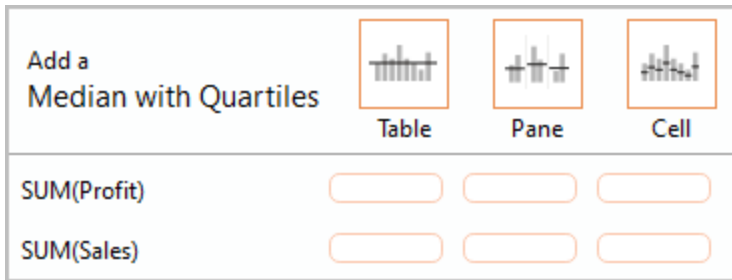 Add a
Median with Quartiles
Table Pane Cell
SUM(Profit)
SUM(Sales)